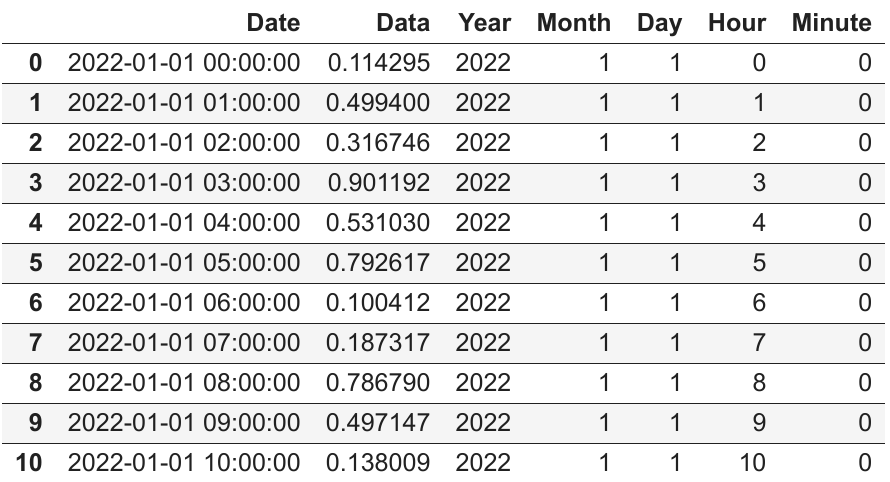 Date Data Year Month Day Hour Minute
0 2022-01-01 00:00:00 0.114295 2022 1 1 0 0
1 2022-01-01 01:00:00 0.499400 2022 1 1 1 0
2 2022-01-01 02:00:00 0.316746 2022 1 1 2 0
3 2022-01-01 03:00:00 0.901192 2022 1 1 3 0
4 2022-01-01 04:00:00 0.531030 2022 1 1 4 0
5 2022-01-01 05:00:00 0.792617 2022 1 1 5 0
6 2022-01-01 06:00:00 0.100412 2022 1 1 6 0
7 2022-01-01 07:00:00 0.187317 2022 1 1 7 0
8 2022-01-01 08:00:00 0.786790 2022 1 1 8 0
9 2022-01-01 09:00:00 0.497147 2022 1 1 9 0
10 2022-01-01 10:00:00 0.138009 2022 1 1 10 0